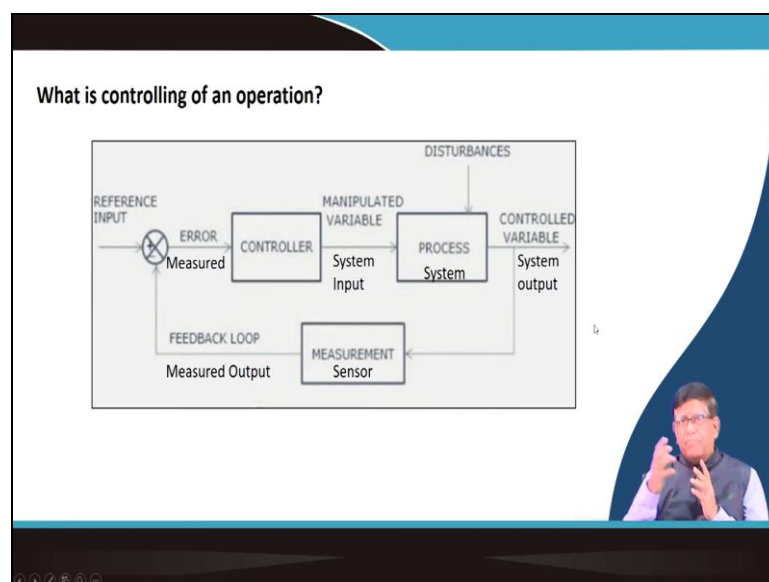 What is controlling of an operation?
DISTURBANCES
REFERENCE
INPUT
ERROR
Measured
CONTROLLER
MANIPULATED
VARIABLE
System
Input
PROCESS
System
CONTROLLED
VARIABLE
System
output
FEEDBACK LOOP
Measured Output
MEASUREMENT
Sensor